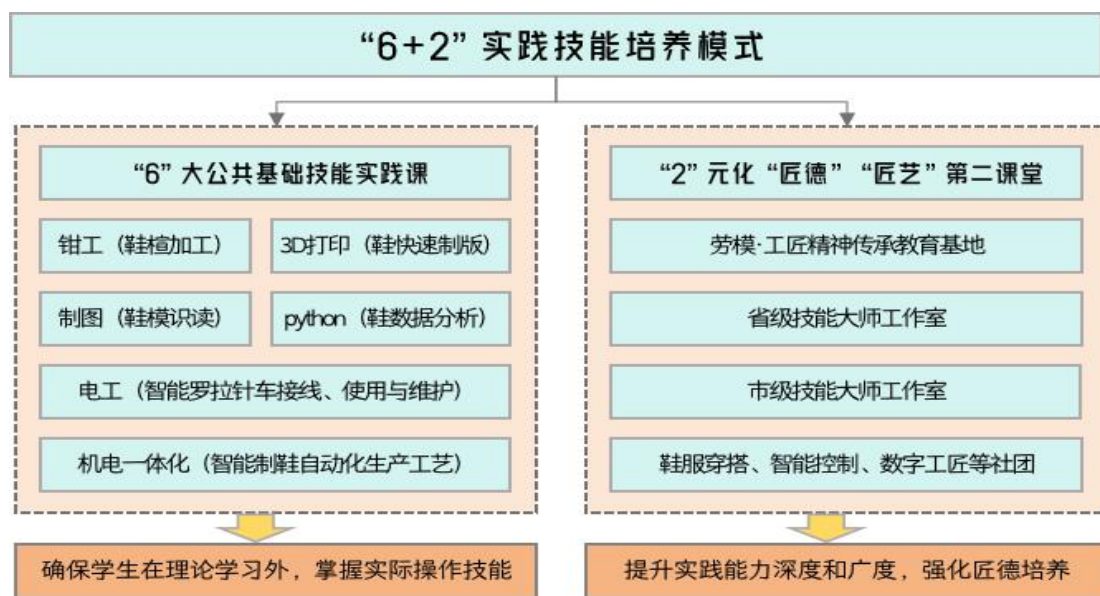 “6+2”实践技能培养模式
“6”大公共基础技能实践课
钳工（鞋楦加工）
3D打印（鞋快速制版）
制图（鞋模识读）
python（鞋数据分析）
电工（智能罗拉针车接线、使用与维护）
机电一体化（智能制鞋自动化生产工艺）
确保学生在理论学习外，掌握实际操作技能
“2”元化“匠德”“匠艺”第二课堂
劳模·工匠精神传承教育基地
省级技能大师工作室
市级技能大师工作室
鞋服穿搭、智能控制、数字工匠等社团
提升实践能力深度和广度，强化匠德培养